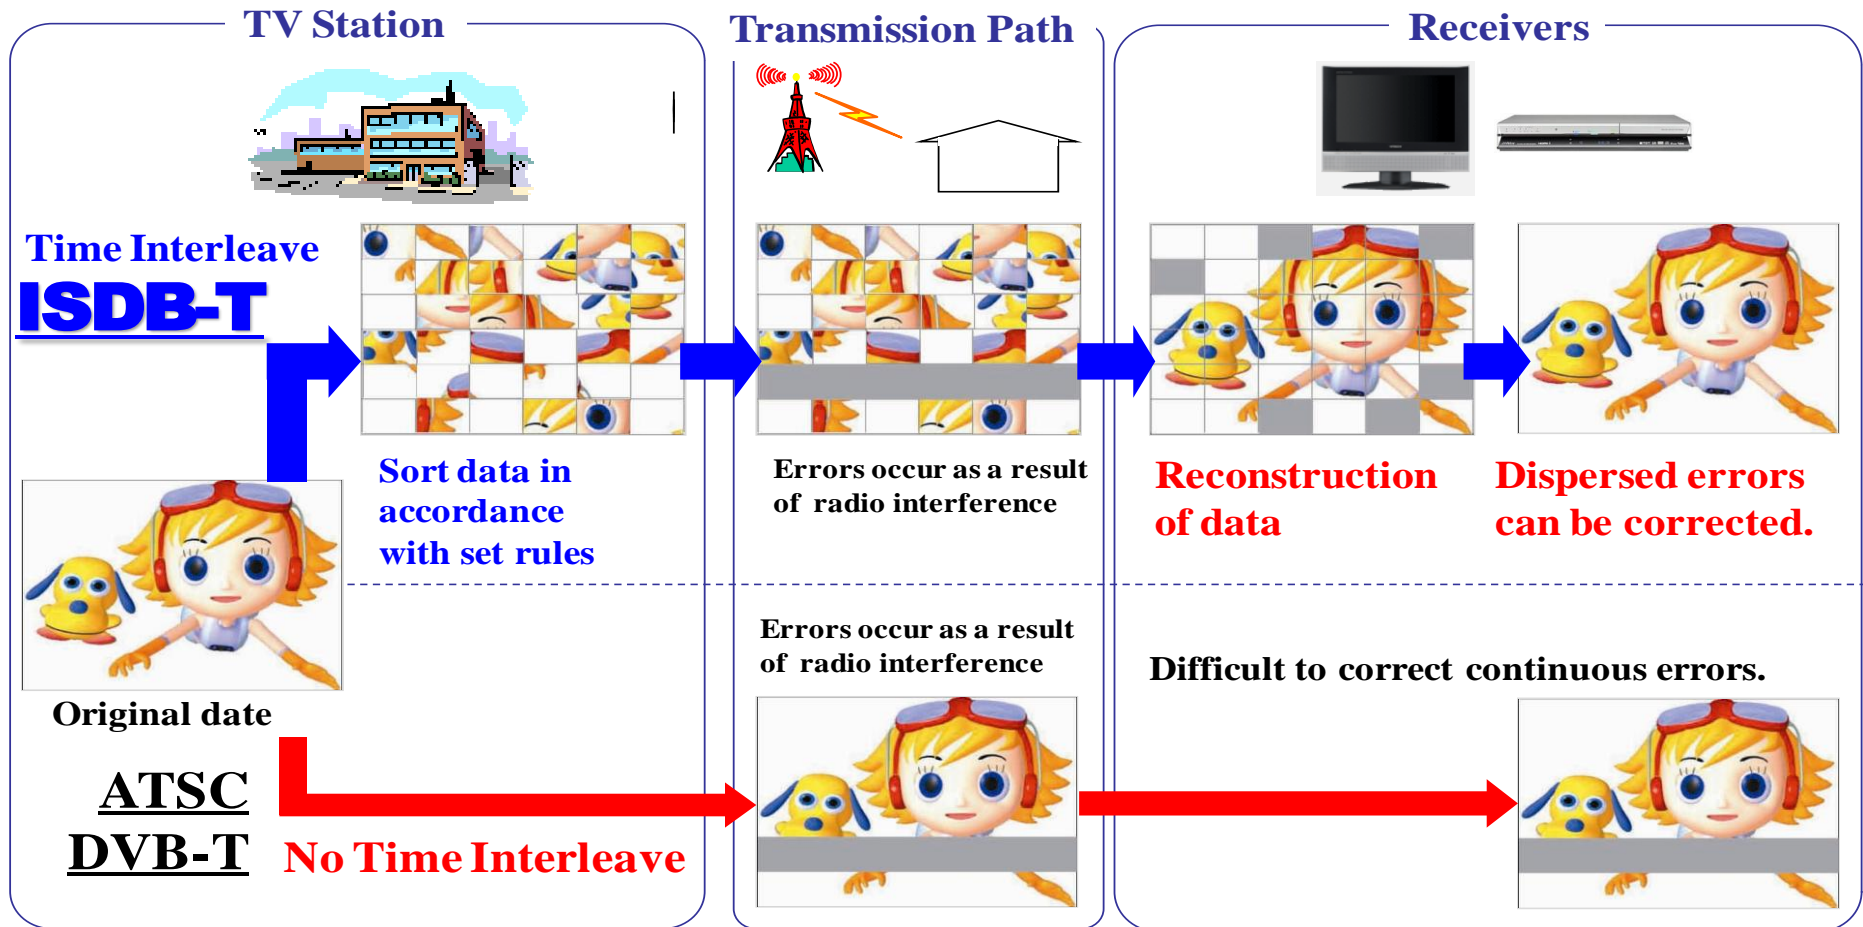 TV Station
Transmission Path
Receivers
Time Interleave
ISDB-T
Sort data in
accordance
with set rules
Errors occur as a result
of radio interference
Reconstruction
of data
Dispersed errors
can be corrected.
Original date
ATSC
DVB-T
No Time Interleave
Errors occur as a result
of radio interference
Difficult to correct continuous errors.